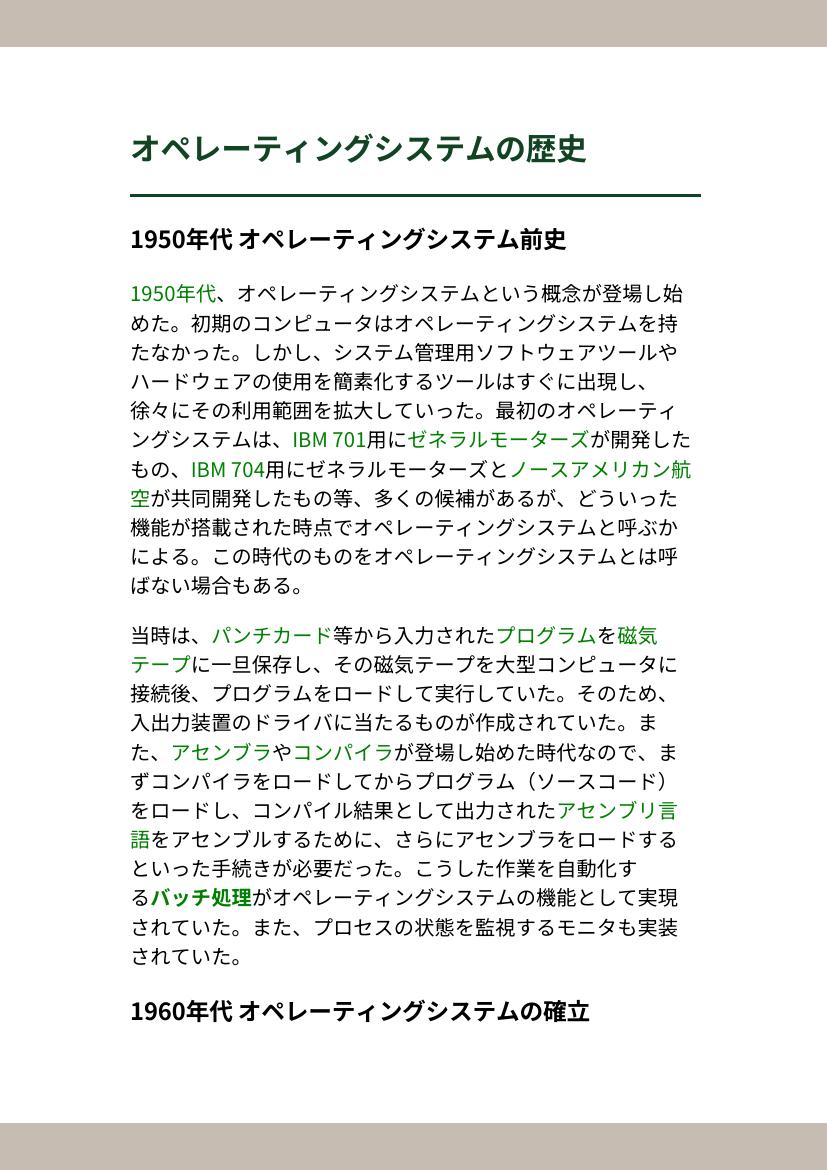 オペレーティングシステムの歴史
1950年代 オペレーティングシステム前史
1950年代、オペレーティングシステムという概念が登場し始
めた。初期のコンピュータはオペレーティングシステムを持
たなかった。しかし、システム管理用ソフトウェアツールや
ハードウェアの使用を簡素化するツールはすぐに出現し、
徐々にその利用範囲を拡大していった。最初のオペレーティ
ングシステムは、IBM 701用にゼネラルモーターズが開発した
もの、IBM 704用にゼネラルモーターズとノースアメリカン航
空が共同開発したもの等、多くの候補があるが、どういった
機能が搭載された時点でオペレーティングシステムと呼ぶか
による。この時代のものをオペレーティングシステムとは呼
ばない場合もある。
当時は、パンチカード等から入力されたプログラムを磁気
テープに一旦保存し、その磁気テープを大型コンピュータに
接続後、プログラムをロードして実行していた。そのため、
入出力装置のドライバに当たるものが作成されていた。ま
た、アセンブラやコンパイラが登場し始めた時代なので、ま
ずコンパイラをロードしてからプログラム（ソースコード）
をロードし、コンパイル結果として出力されたアセンブリ言
語をアセンブルするために、さらにアセンブラをロードする
といった手続きが必要だった。こうした作業を自動化す
るバッチ処理がオペレーティングシステムの機能として実現
されていた。また、プロセスの状態を監視するモニタも実装
されていた。
1960年代 オペレーティングシステムの確立